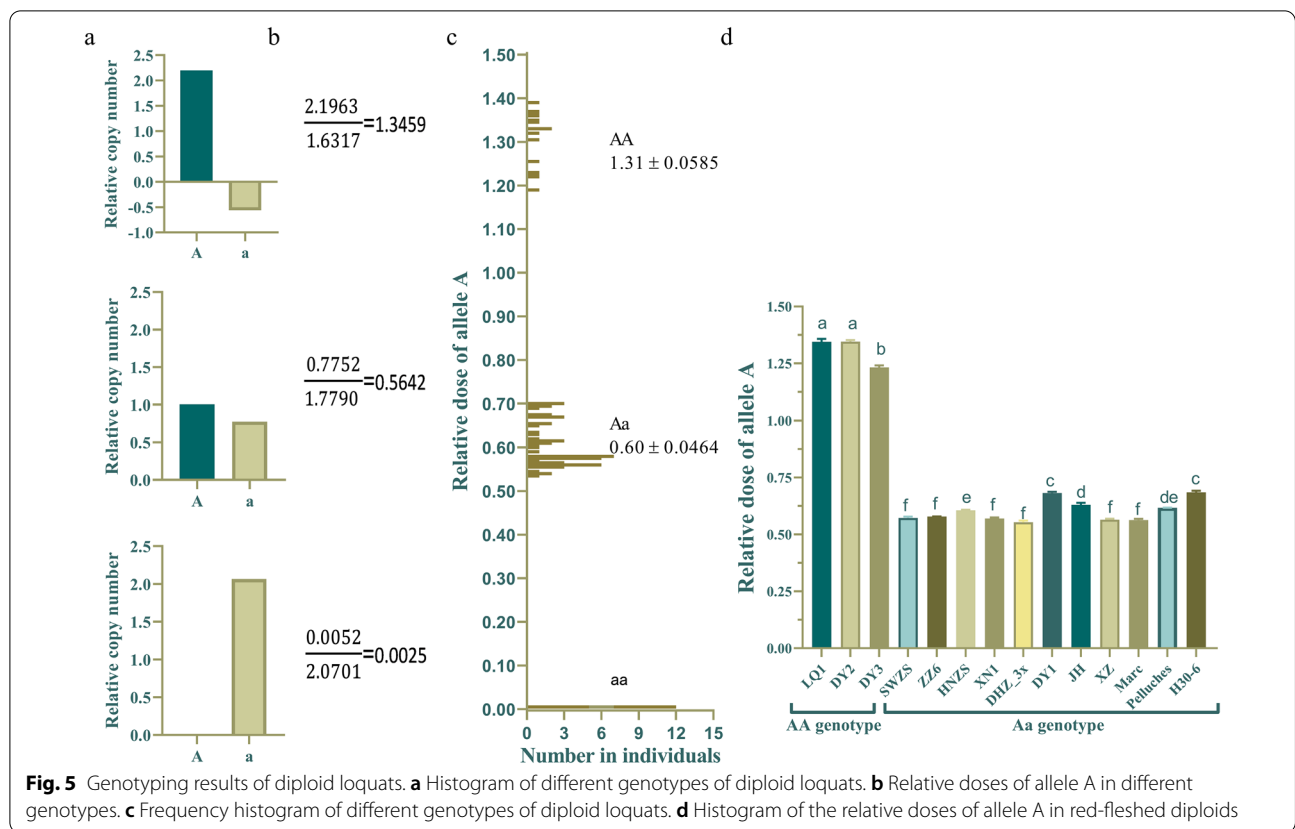 a
b
c
d
Relative copy number
2.5
2.0
1.5
1.0
0.5
0.0
-0.5
-1.0
A a
2.1963
1.6317
=1.3459
Relative copy number
2.5
2.0
1.5
1.0
0.5
0.0
A a
0.7752
1.7790
=0.5642
Relative copy number
2.5
2.0
1.5
1.0
0.5
0.0
A a
0.0052
2.0701
=0.0025
Relative dose of allele A
1.50
1.40
1.30
1.20
1.10
1.00
0.90
0.80
0.70
0.60
0.50
0.40
0.30
0.20
0.10
0.00
AA
1.31 ± 0.0585
Aa
0.60 ± 0.0464
aa
0 3 6 9 12 15
Number in individuals
Relative dose of allele A
1.50
1.25
1.00
0.75
0.50
0.25
0.00
a a b f f e f f c d f f de c
LQ1 DY2 DY3 SWZS ZZ6 HNZS XN1 DHZ_3x DY1 JH XZ Marc Pelluches H30-6
AA genotype Aa genotype
Fig. 5 Genotyping results of diploid loquats. a Histogram of different genotypes of diploid loquats. b Relative doses of allele A in different
genotypes. c Frequency histogram of different genotypes of diploid loquats. d Histogram of the relative doses of allele A in red-fleshed diploids